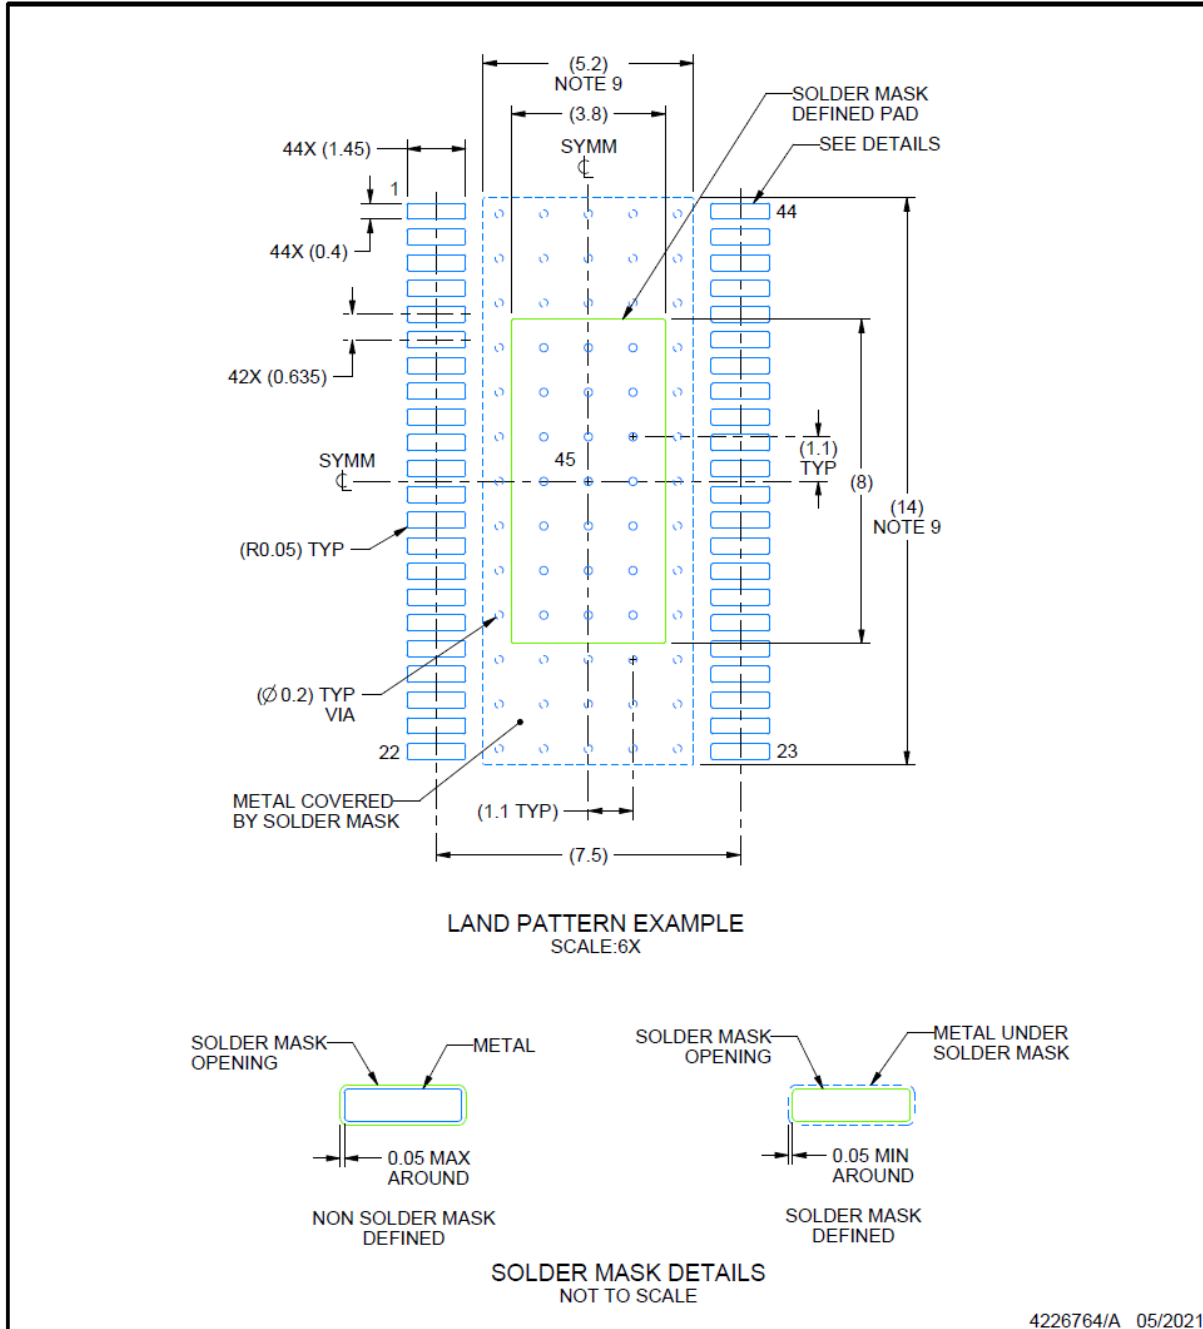 (5.2)
NOTE 9
(3.8)
SOLDER MASK
DEFINED PAD
SYMM
℄
44X (1.45)
SEE DETAILS
1
44
44X (0.4)
42X (0.635)
SYMM
℄
45
(1.1)
TYP
(8)
(14)
NOTE 9
(R0.05) TYP
(∅ 0.2) TYP
VIA
22
23
METAL COVERED
BY SOLDER MASK
(1.1 TYP)
(7.5)
LAND PATTERN EXAMPLE
SCALE:6X
SOLDER MASK
OPENING
METAL
0.05 MAX
AROUND
NON SOLDER MASK
DEFINED
SOLDER MASK
OPENING
METAL UNDER
SOLDER MASK
0.05 MIN
AROUND
SOLDER MASK
DEFINED
SOLDER MASK DETAILS
NOT TO SCALE
4226764/A 05/2021